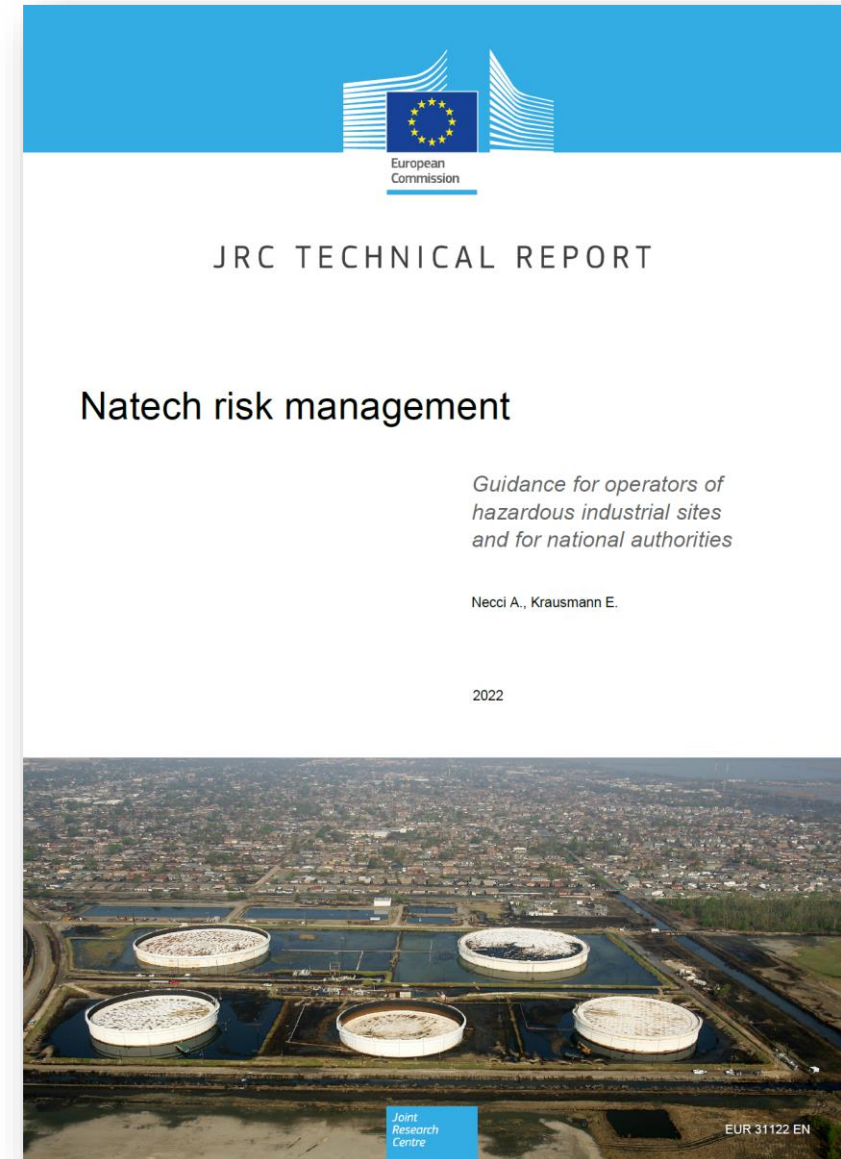 European
Commission
JRC TECHNICAL REPORT
Natech risk management
Guidance for operators of
hazardous industrial sites
and for national authorities
Necci A., Krausmann E.
2022
Joint
Research
Centre
EUR 31122 EN